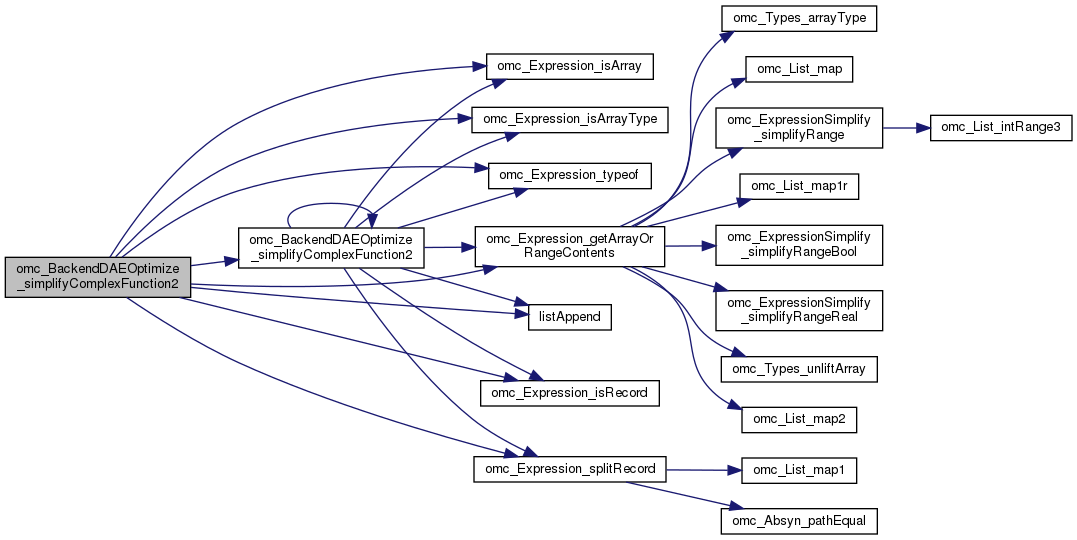 omc_BackendDAEOptimize
_simplifyComplexFunction2
omc_BackendDAEOptimize
_simplifyComplexFunction2
omc_Expression_isArray
omc_Expression_isArrayType
omc_Expression_typeof
omc_Expression_getArrayOr
RangeContents
listAppend
omc_Expression_isRecord
omc_Expression_splitRecord
omc_Types_arrayType
omc_List_map
omc_ExpressionSimplify
_simplifyRange
omc_List_map1r
omc_ExpressionSimplify
_simplifyRangeBool
omc_ExpressionSimplify
_simplifyRangeReal
omc_Types_unliftArray
omc_List_map2
omc_List_map1
omc_Absyn_pathEqual
omc_List_intRange3